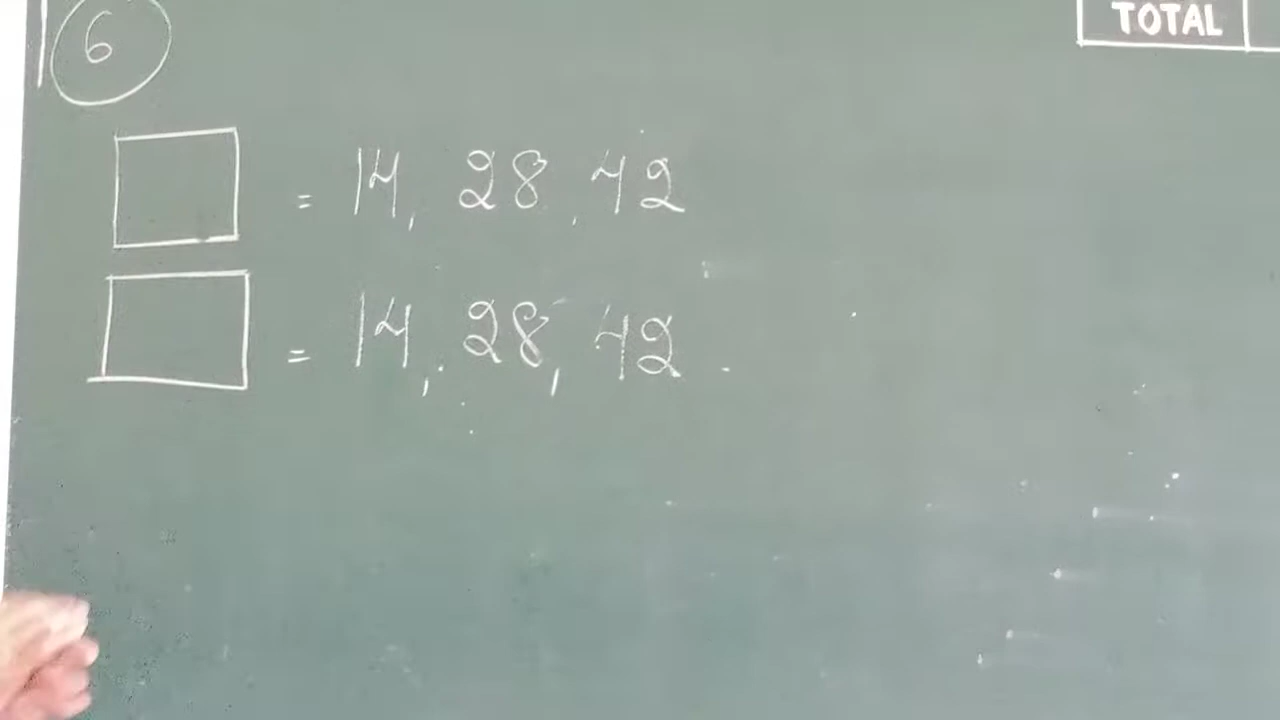 6
TOTAL
= 14, 28, 42
= 14, 28, 42.